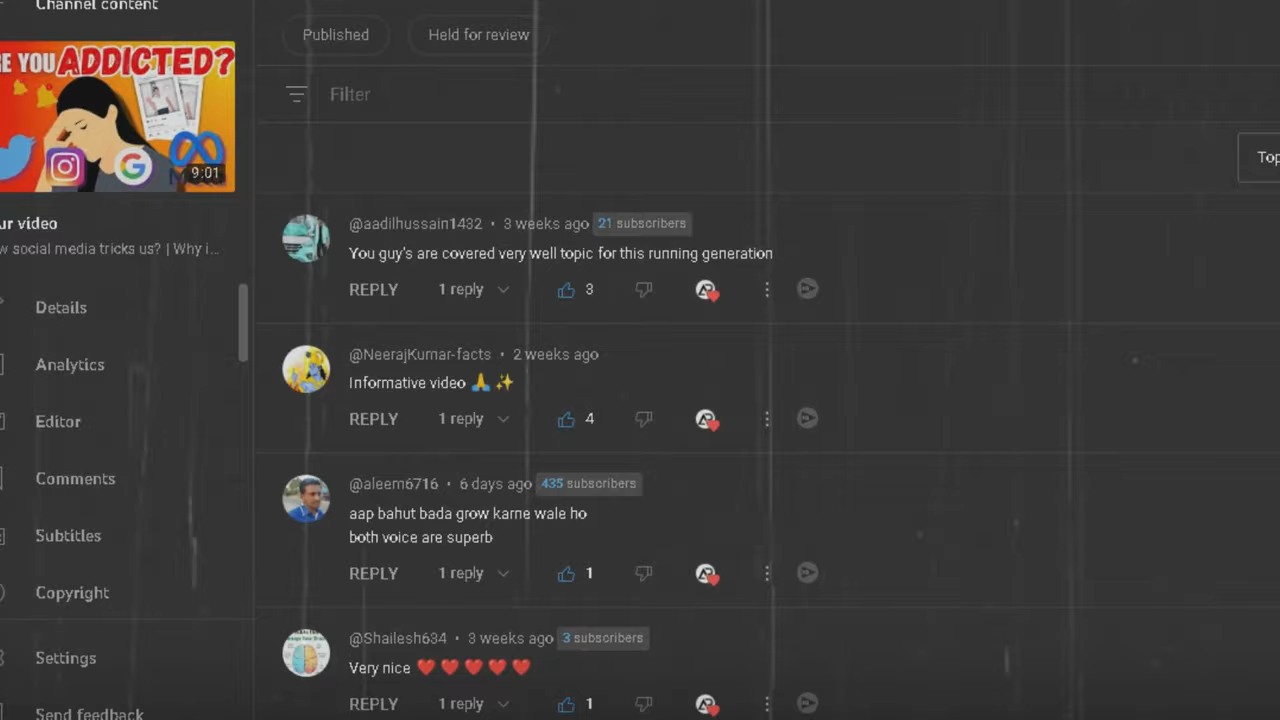 Channel content
Published
Held for review
RE YOU ADDICTED?
Filter
9:01
Top
ur video
w social media tricks us? | Why i...
@aadilhussain1432 • 3 weeks ago 21 subscribers
You guy's are covered very well topic for this running generation
REPLY 1 reply 3
Details
Analytics
Editor
Comments
Subtitles
Copyright
Settings
Send feedback
@NeerajKumar-facts • 2 weeks ago
Informative video 🙏 ✨
REPLY 1 reply 4
@aleem6716 • 6 days ago 435 subscribers
aap bahut bada grow karne wale ho
both voice are superb
REPLY 1 reply 1
@Shailesh634 • 3 weeks ago 3 subscribers
Very nice ❤️ ❤️ ❤️ ❤️ ❤️
REPLY 1 reply 1